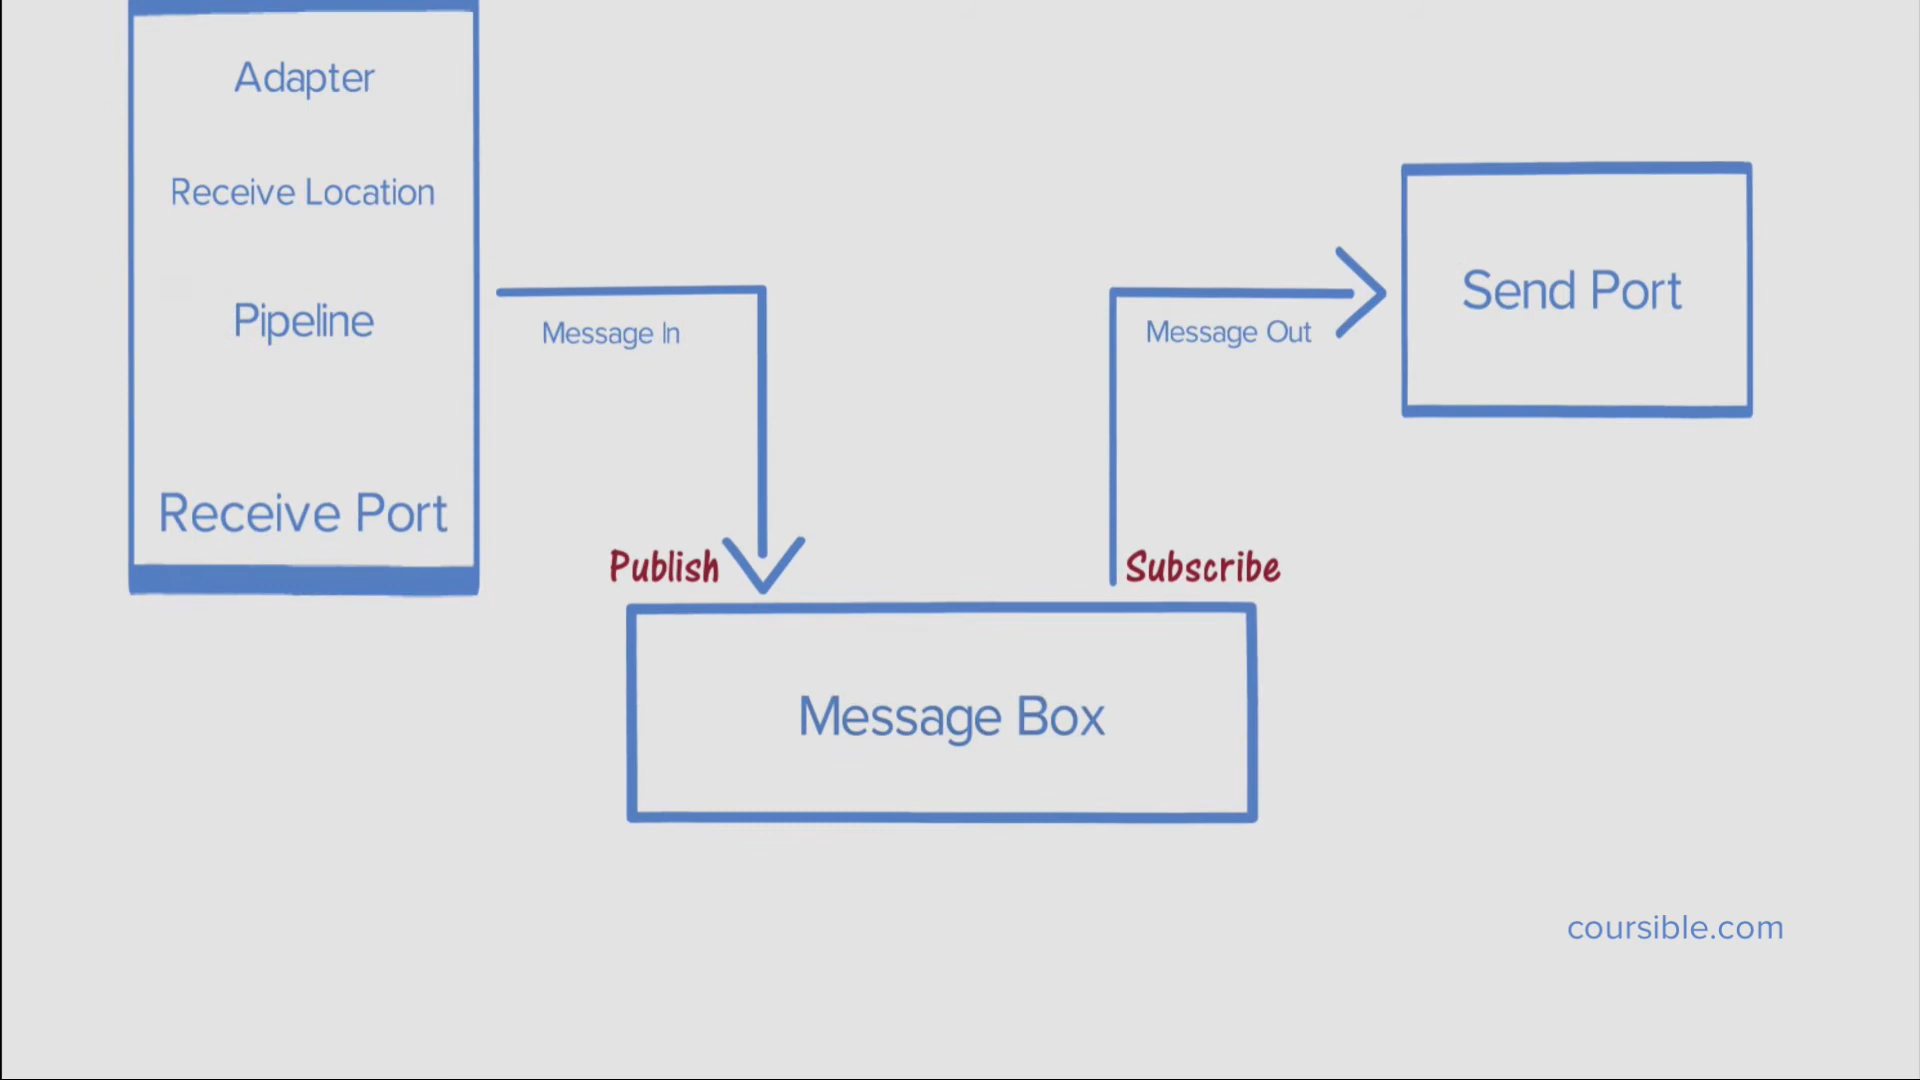 Adapter
Receive Location
Pipeline
Receive Port
Message In
Message Out
Send Port
Publish
Subscribe
Message Box
coursible.com